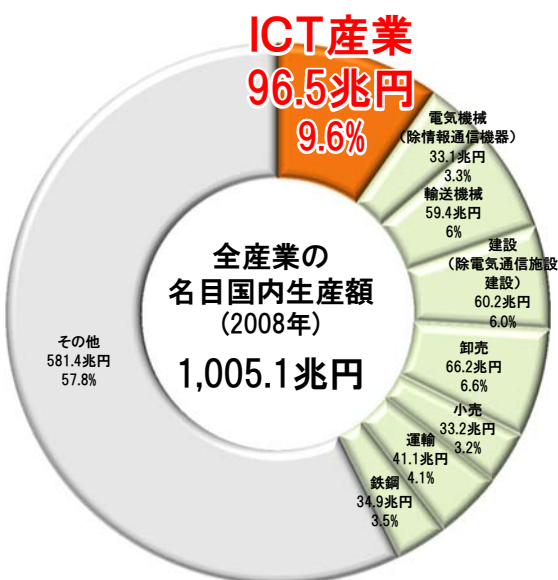 ICT産業
96.5兆円
9.6%
電気機械
（除情報通信機器）
33.1兆円
3.3%
輸送機械
59.4兆円
6%
建設
（除電気通信施設
建設）
60.2兆円
6.0%
卸売
66.2兆円
6.6%
小売
33.2兆円
3.2%
運輸
41.1兆円
4.1%
鉄鋼
34.9兆円
3.5%
その他
581.4兆円
57.8%
全産業の
名目国内生産額
(2008年)
1,005.1兆円